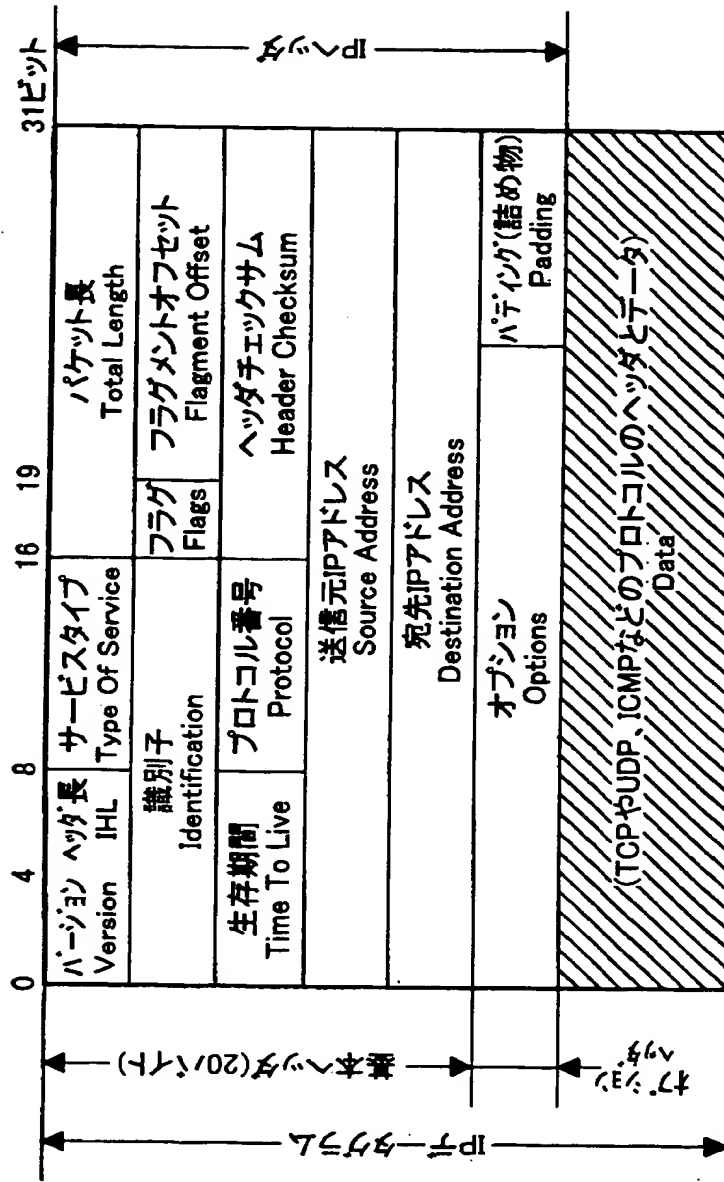 0 4 8 16 19 31ビット
バージョン ヘッダ長 サービスタイプ パケット長
Version IHL Type Of Service Total Length
識別子 フラグ フラグメントオフセット
Identification Flags Flagment Offset
生存期間 プロトコル番号 ヘッダチェックサム
Time To Live Protocol Header Checksum
送信元IPアドレス
Source Address
宛先IPアドレス
Destination Address
オプション パディング(詰め物)
Options Padding
(TCPやUDP、ICMPなどのプロトコルのヘッダとデータ)
Data
IPデータグラム
基本ヘッダ(20バイト)
オプション
ヘッダ
IPヘッダ